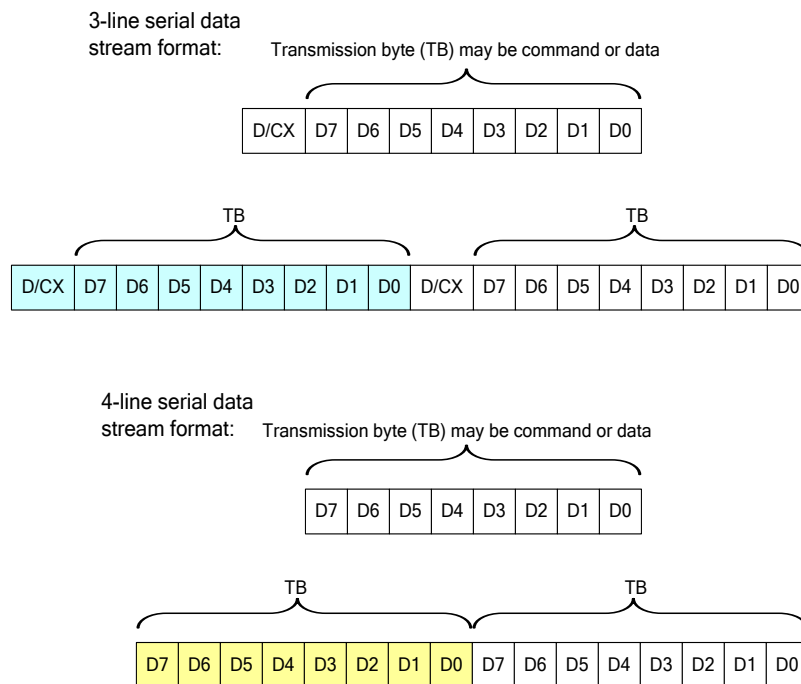 3-line serial data
stream format:
Transmission byte (TB) may be command or data
D/CX D7 D6 D5 D4 D3 D2 D1 D0
TB TB
D/CX D7 D6 D5 D4 D3 D2 D1 D0 D/CX D7 D6 D5 D4 D3 D2 D1 D0
4-line serial data
stream format:
Transmission byte (TB) may be command or data
D7 D6 D5 D4 D3 D2 D1 D0
TB TB
D7 D6 D5 D4 D3 D2 D1 D0 D7 D6 D5 D4 D3 D2 D1 D0